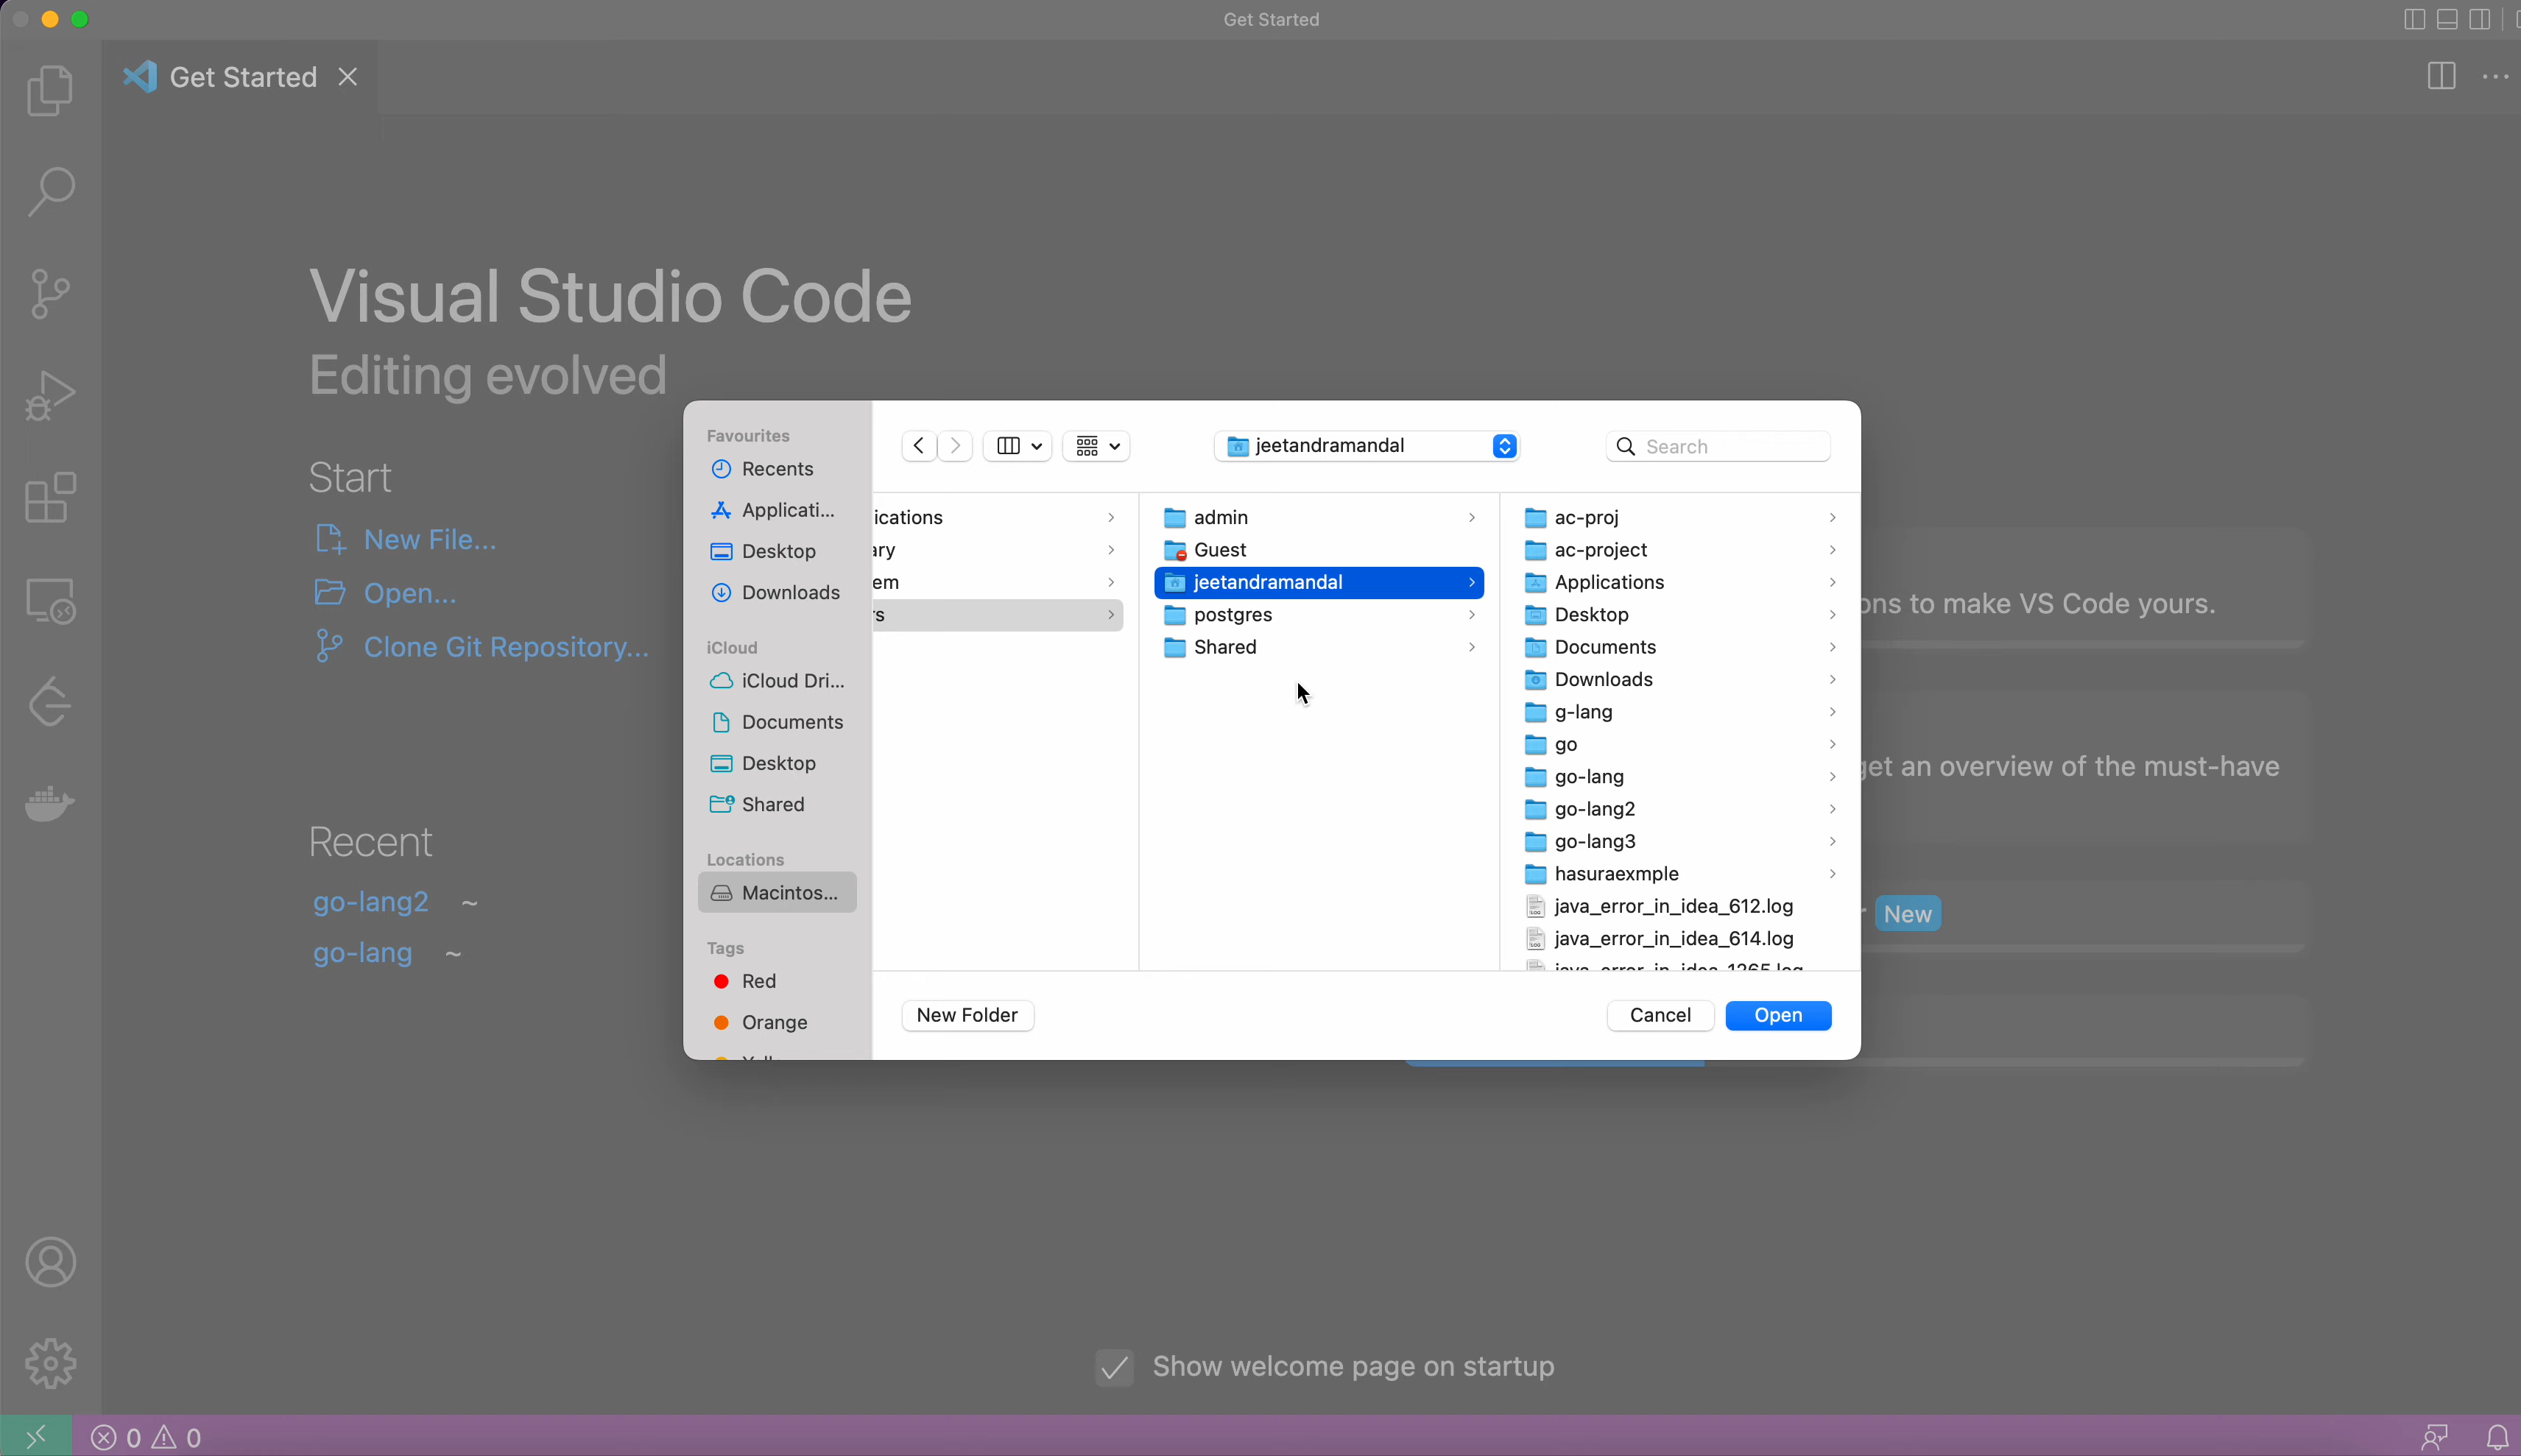 Get Started
Get Started
Visual Studio Code
Editing evolved
Start
New File...
Open...
Clone Git Repository...
Recent
go-lang2 ~
go-lang ~
Favourites
Recents
Applicati...
Desktop
Downloads
iCloud
iCloud Dri...
Documents
Desktop
Shared
Locations
Macintos...
Tags
Red
Orange
jeetandramandal
Search
ications
ary
em
rs
admin
Guest
jeetandramandal
postgres
Shared
ac-proj
ac-project
Applications
Desktop
Documents
Downloads
g-lang
go
go-lang
go-lang2
go-lang3
hasuraexmple
java_error_in_idea_612.log
java_error_in_idea_614.log
java_error_in_idea_1265.log
New Folder
Cancel
Open
ons to make VS Code yours.
get an overview of the must-have
New
Show welcome page on startup
0 0